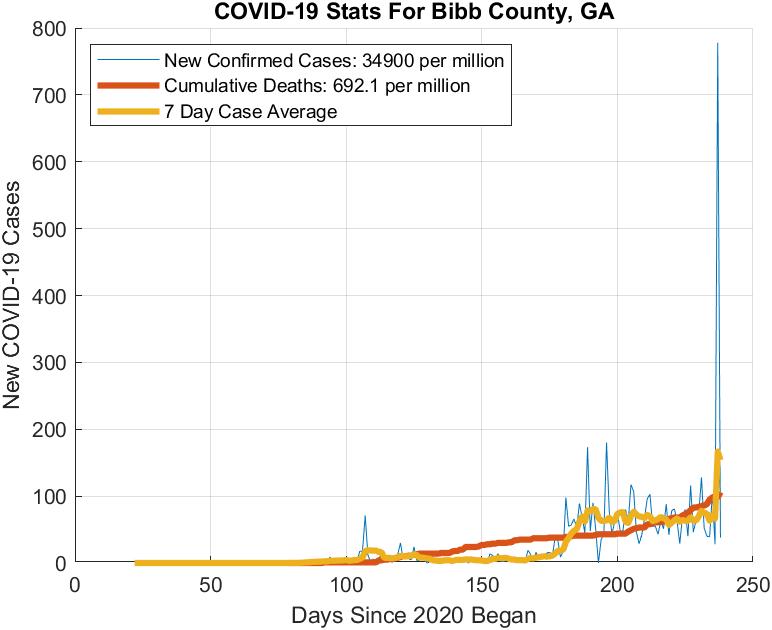 COVID-19 Stats For Bibb County, GA
New Confirmed Cases: 34900 per million
Cumulative Deaths: 692.1 per million
7 Day Case Average
New COVID-19 Cases
800
700
600
500
400
300
200
100
0
0 50 100 150 200 250
Days Since 2020 Began